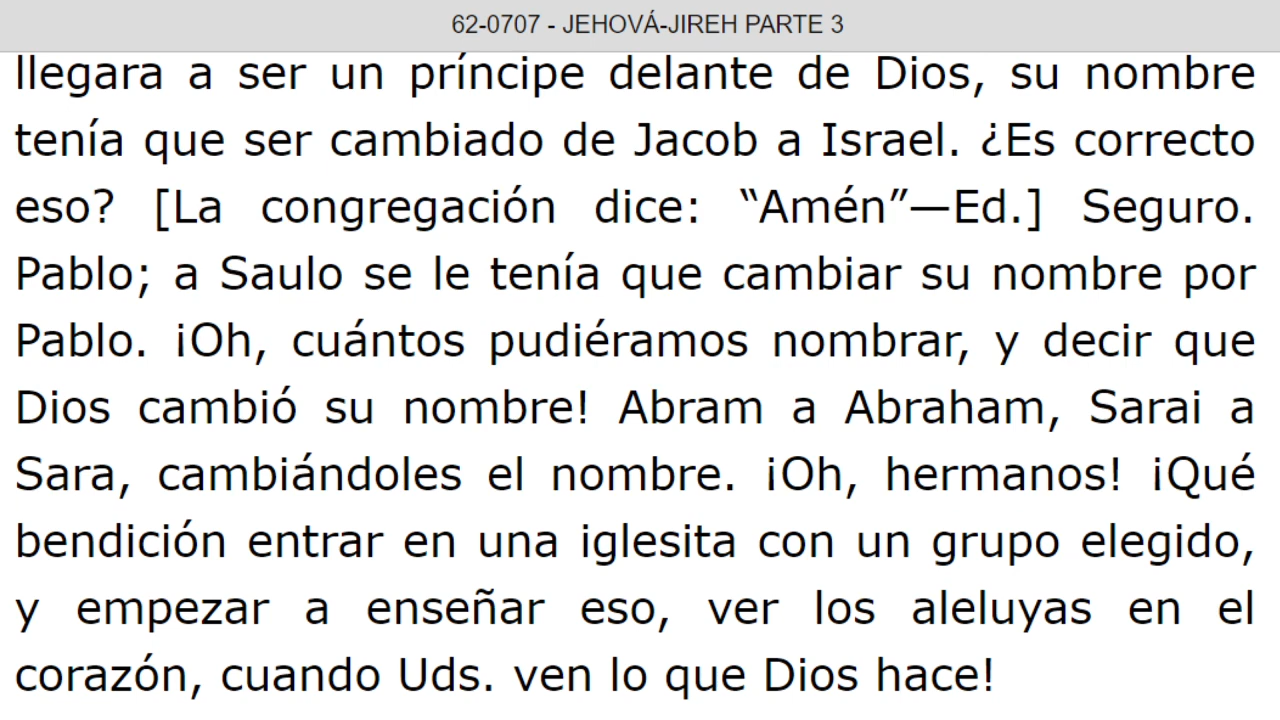 62-0707 - JEHOVÁ-JIREH PARTE 3
llegara a ser un príncipe delante de Dios, su nombre
tenía que ser cambiado de Jacob a Israel. ¿Es correcto
eso? [La congregación dice: “Amén”—Ed.] Seguro.
Pablo; a Saulo se le tenía que cambiar su nombre por
Pablo. ¡Oh, cuántos pudiéramos nombrar, y decir que
Dios cambió su nombre! Abram a Abraham, Sarai a
Sara, cambiándoles el nombre. ¡Oh, hermanos! ¡Qué
bendición entrar en una iglesita con un grupo elegido,
y empezar a enseñar eso, ver los aleluyas en el
corazón, cuando Uds. ven lo que Dios hace!